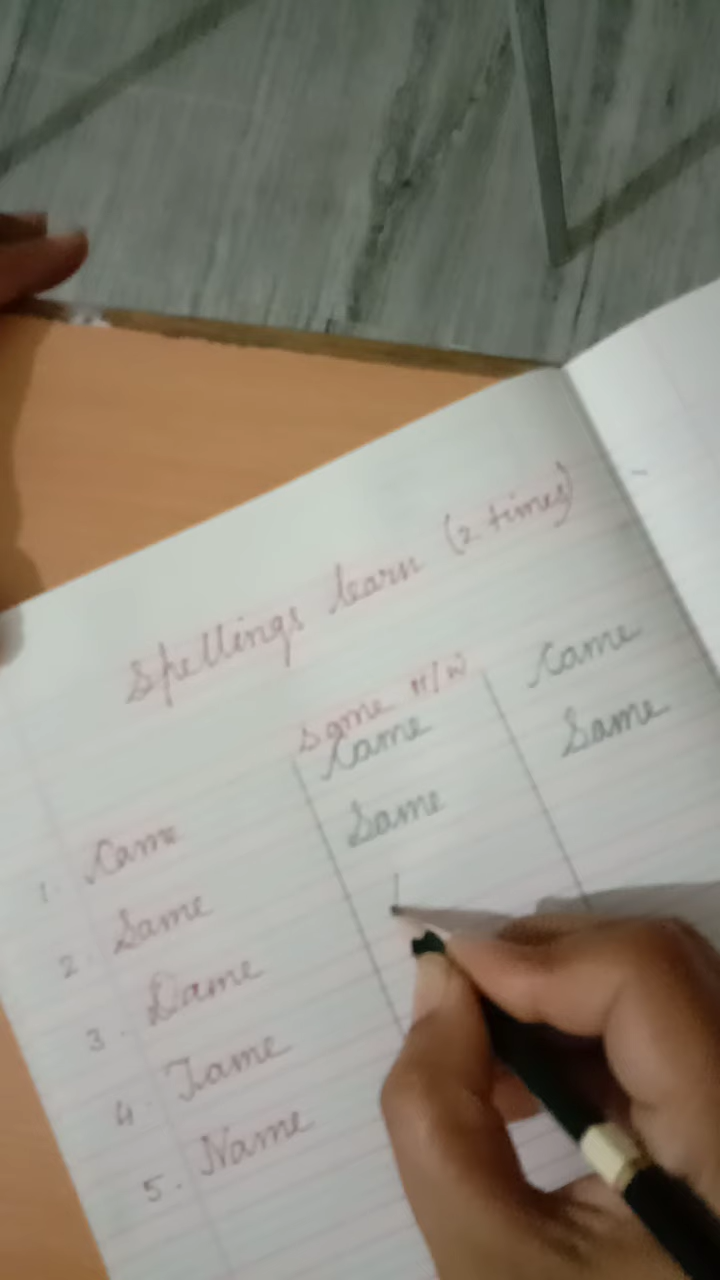 Spellings learn (2 times)
Same H/W
Came Came
Same Same
1. Came
2. Same
3. Dame
4. Tame
5. Name